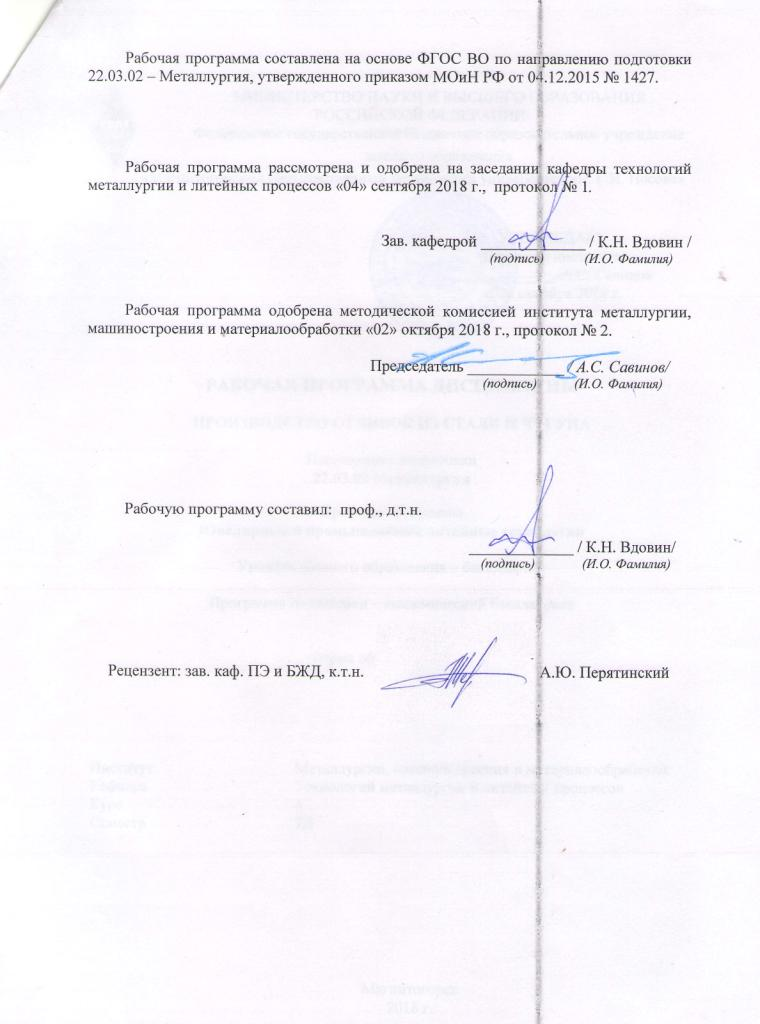 Рабочая программа составлена на основе ФГОС ВО по направлению подготовки
22.03.02 – Металлургия, утвержденного приказом МОиН РФ от 04.12.2015 № 1427.
Рабочая программа рассмотрена и одобрена на заседании кафедры технологий
металлургии и литейных процессов «04» сентября 2018 г., протокол № 1.
Зав. кафедрой _____________ / К.Н. Вдовин /
(подпись) (И.О. Фамилия)
Рабочая программа одобрена методической комиссией института металлургии,
машиностроения и материалообработки «02» октября 2018 г., протокол № 2.
Председатель _____________ / А.С. Савинов/
(подпись) (И.О. Фамилия)
Рабочую программу составил: проф., д.т.н.
_____________ / К.Н. Вдовин/
(подпись) (И.О. Фамилия)
Рецензент: зав. каф. ПЭ и БЖД, к.т.н. А.Ю. Перятинский